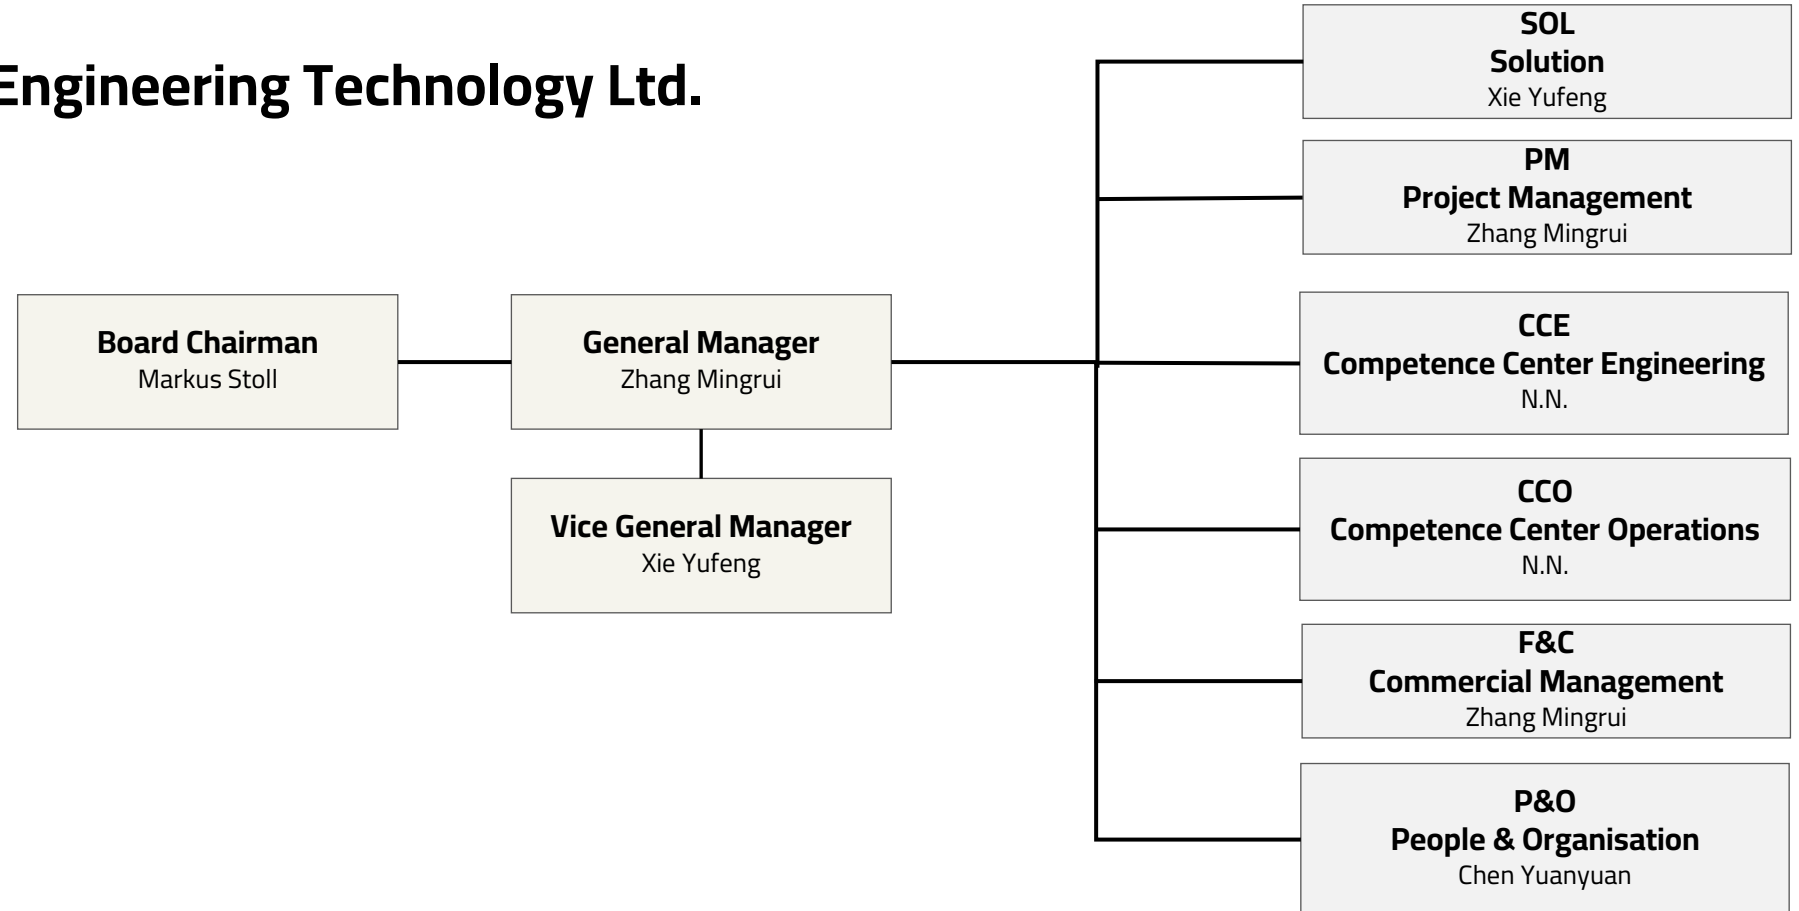 Engineering Technology Ltd.
SOL
Solution
Xie Yufeng
PM
Project Management
Zhang Mingrui
Board Chairman
Markus Stoll
General Manager
Zhang Mingrui
Vice General Manager
Xie Yufeng
CCE
Competence Center Engineering
N.N.
CCO
Competence Center Operations
N.N.
F&C
Commercial Management
Zhang Mingrui
P&O
People & Organisation
Chen Yuanyuan